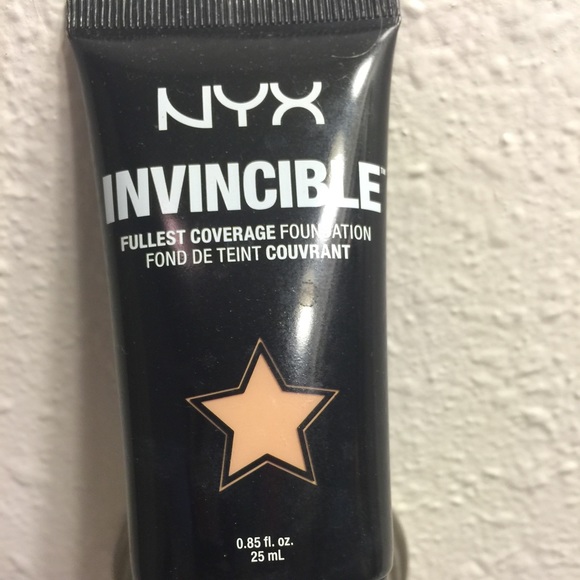 NYX
INVINCIBLE™
FULLEST COVERAGE FOUNDATION
FOND DE TEINT COUVRANT
0.85 fl. oz.
25 mL